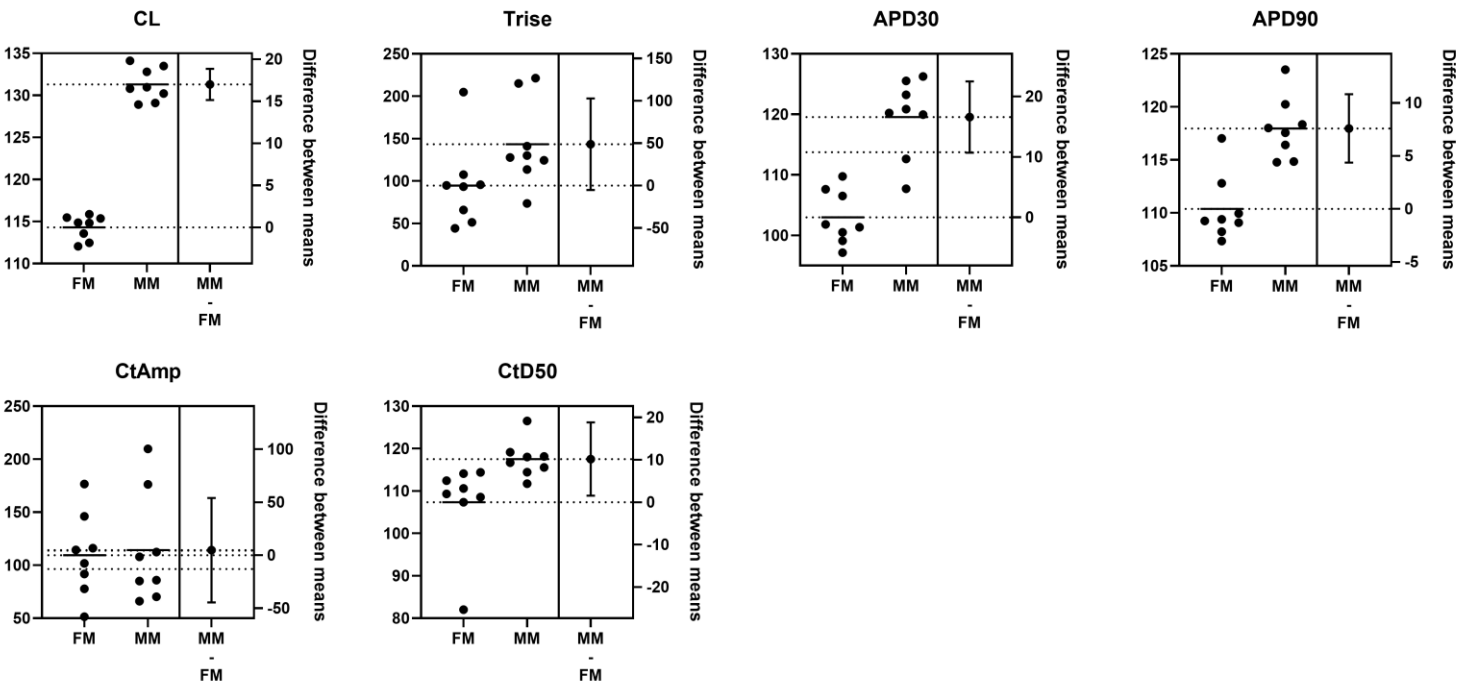 CL
135
130
125
120
115
110
20
15
10
5
0
Difference between means
FM
MM
MM
-
FM
Trise
250
200
150
100
50
0
150
100
50
0
-50
Difference between means
FM
MM
MM
-
FM
APD30
130
120
110
100
20
10
0
Difference between means
FM
MM
MM
-
FM
APD90
125
120
115
110
105
10
5
0
-5
Difference between means
FM
MM
MM
-
FM
CtAmp
250
200
150
100
50
100
50
0
-50
Difference between means
FM
MM
MM
-
FM
CtD50
130
120
110
100
90
80
20
10
0
-10
-20
Difference between means
FM
MM
MM
-
FM